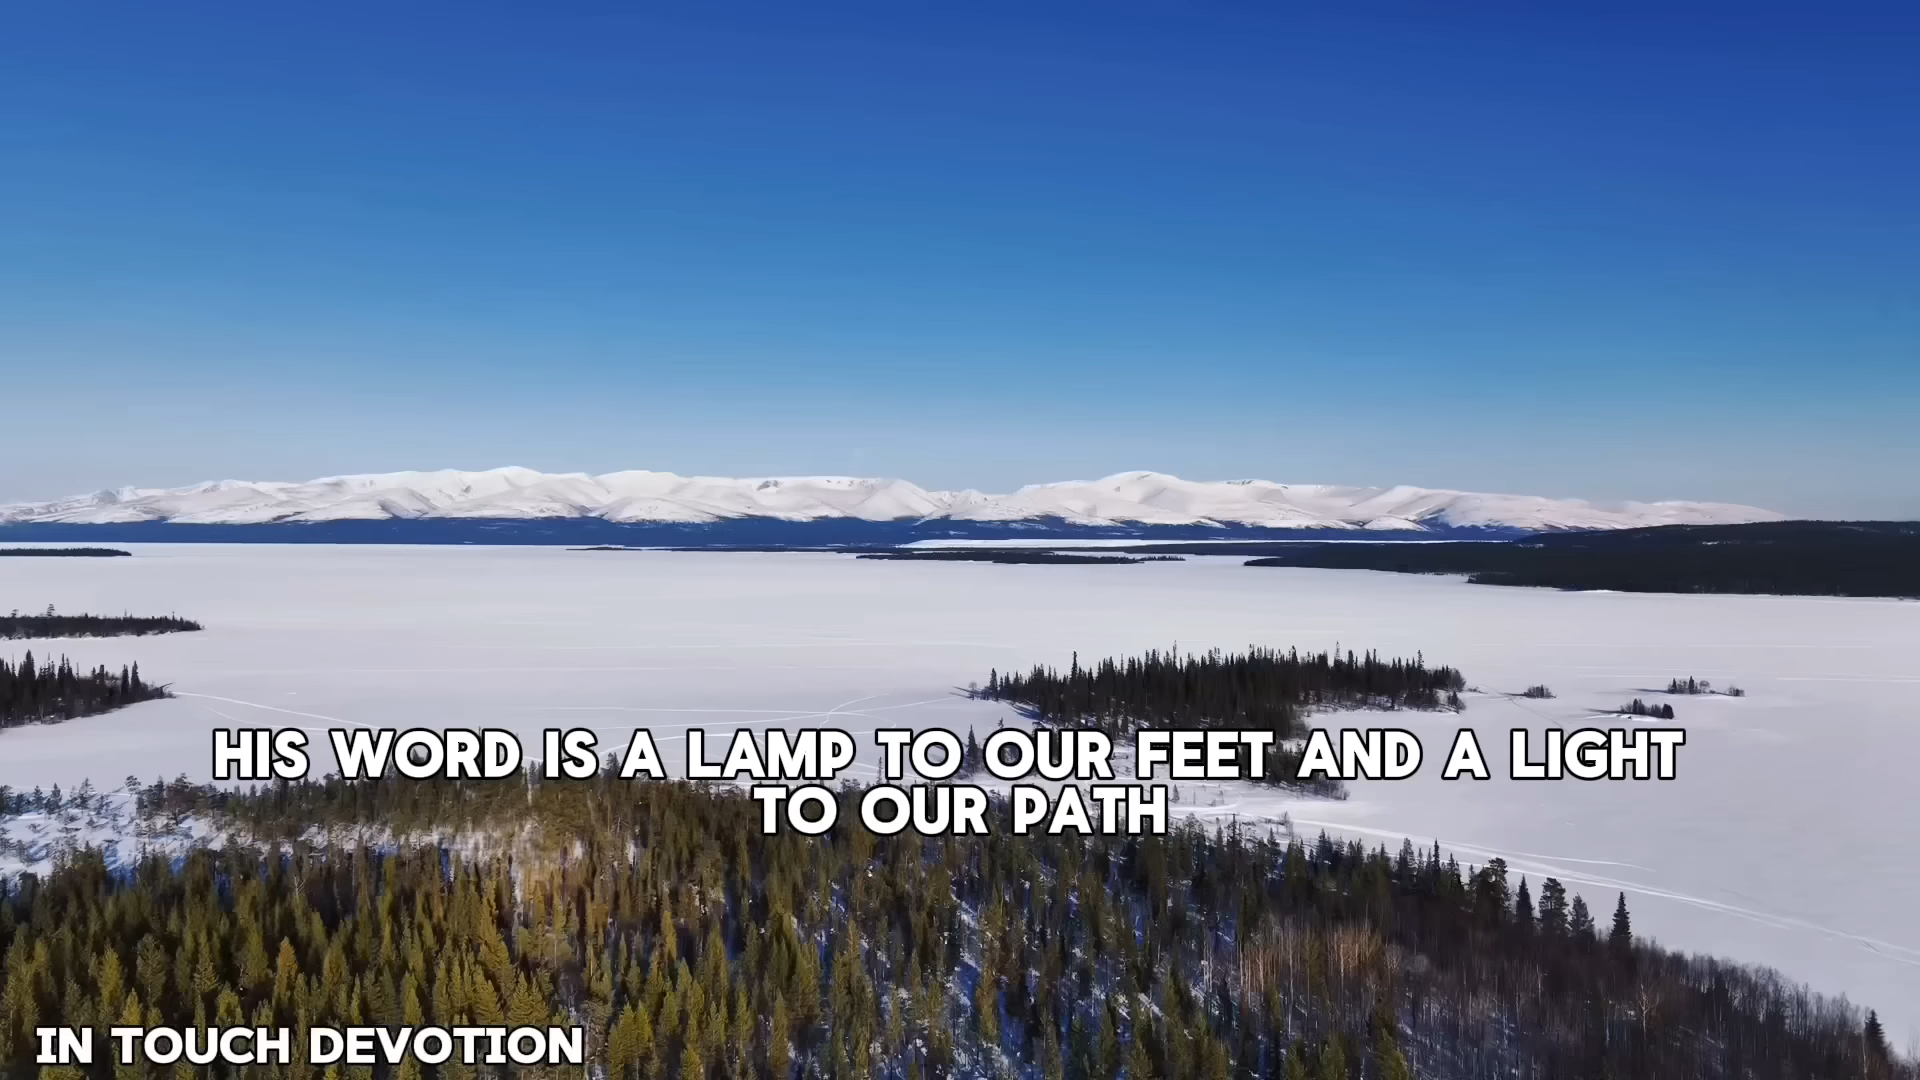 HIS WORD IS A LAMP TO OUR FEET AND A LIGHT
TO OUR PATH
IN TOUCH DEVOTION